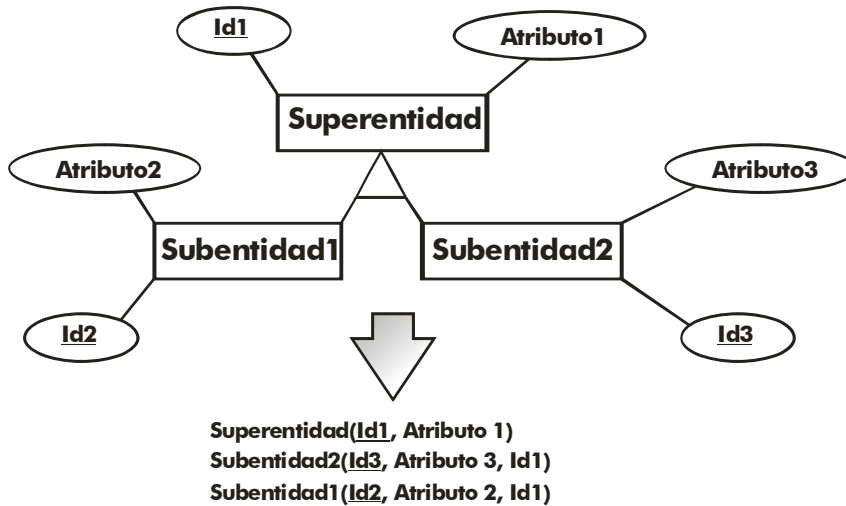 Id1
Atributo1
Superentidad
Atributo2
Atributo3
Subentidad1
Subentidad2
Id2
Id3
Superentidad(Id1, Atributo 1)
Subentidad2(Id3, Atributo 3, Id1)
Subentidad1(Id2, Atributo 2, Id1)